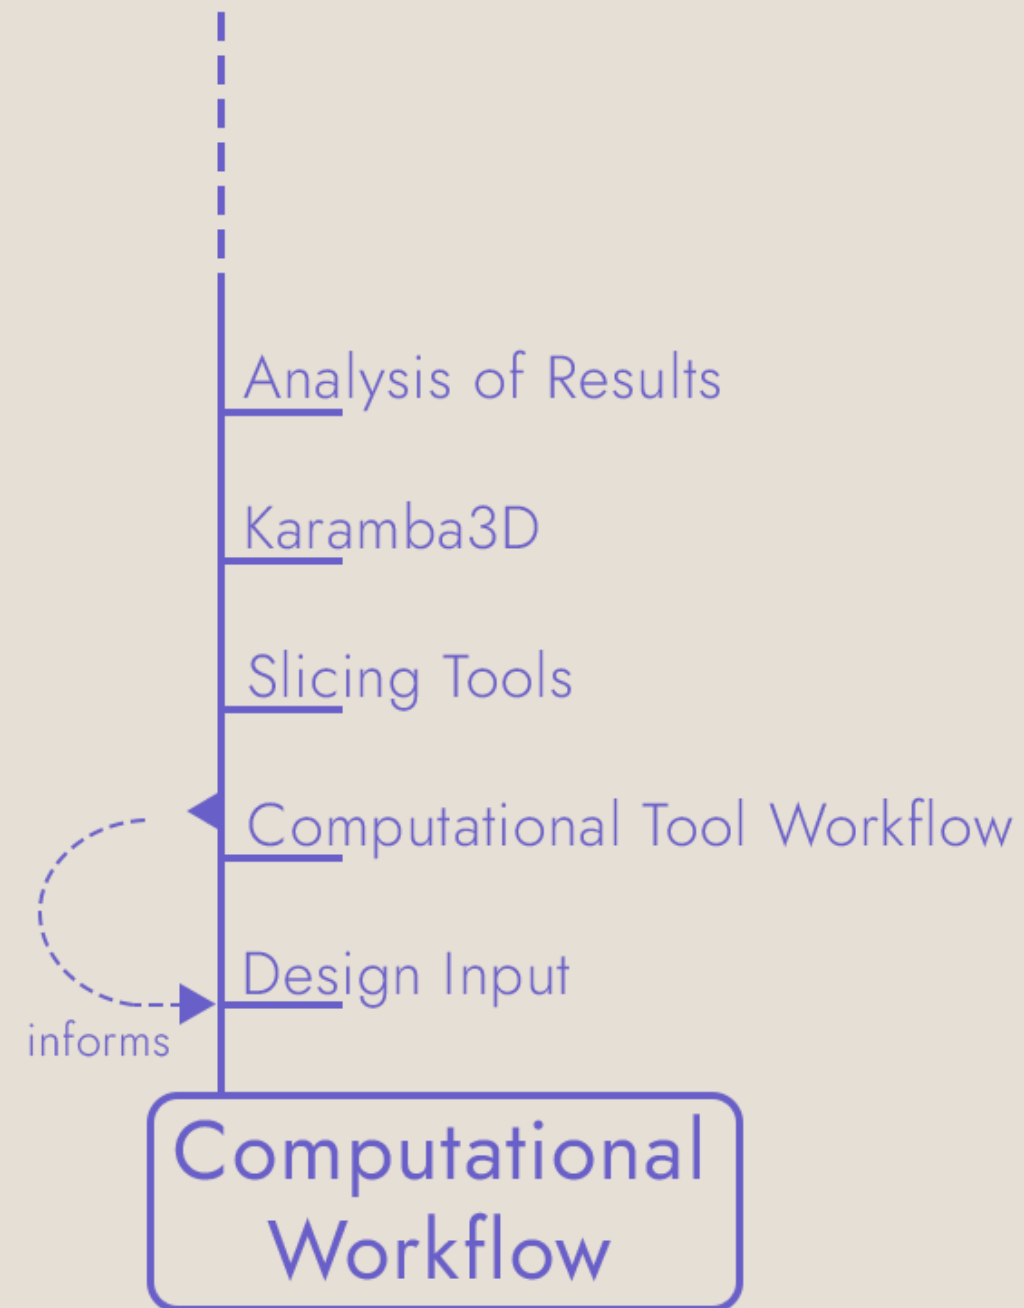 Analysis of Results
Karamba3D
Slicing Tools
Computational Tool Workflow
Design Input
informs
Computational
Workflow